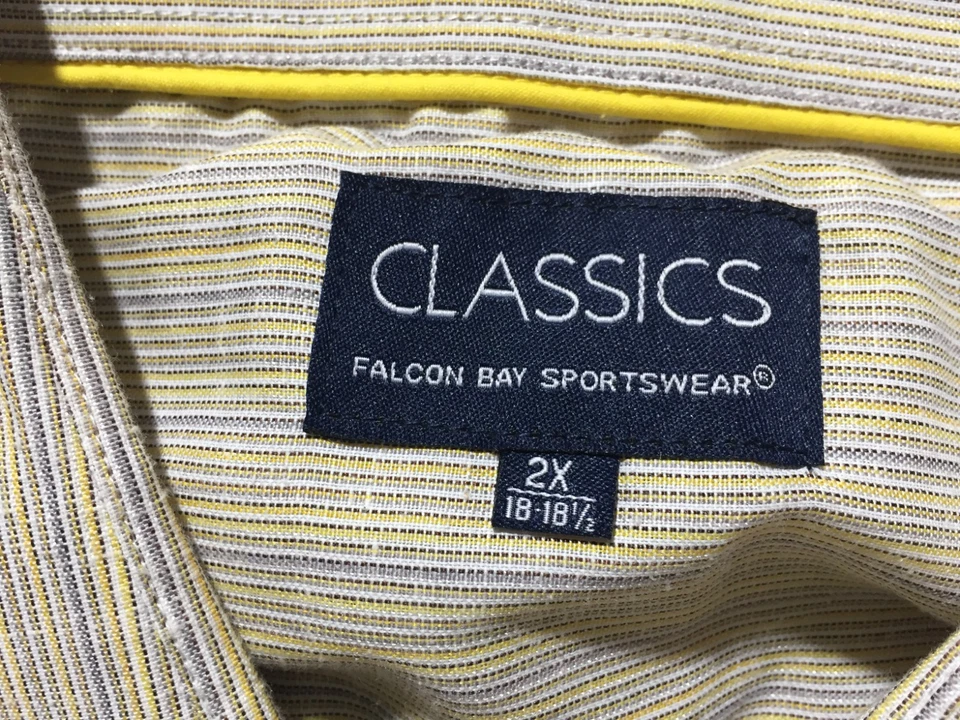 CLASSICS
FALCON BAY SPORTSWEAR®
2X
18-18½